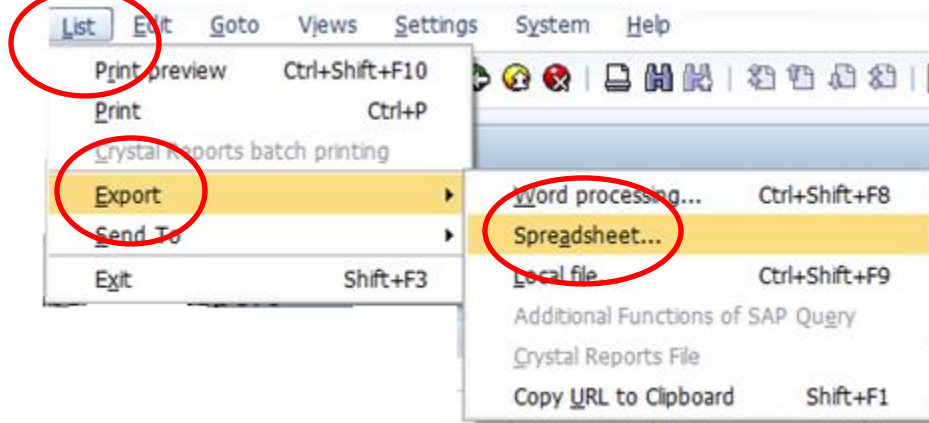 List Edit Goto Views Settings System Help
Print preview Ctrl+Shift+F10
Print Ctrl+P
Crystal Reports batch printing
Export
Send To
Exit Shift+F3
Word processing... Ctrl+Shift+F8
Spreadsheet...
Local file... Ctrl+Shift+F9
Additional Functions of SAP Query
Crystal Reports File
Copy URL to Clipboard Shift+F1